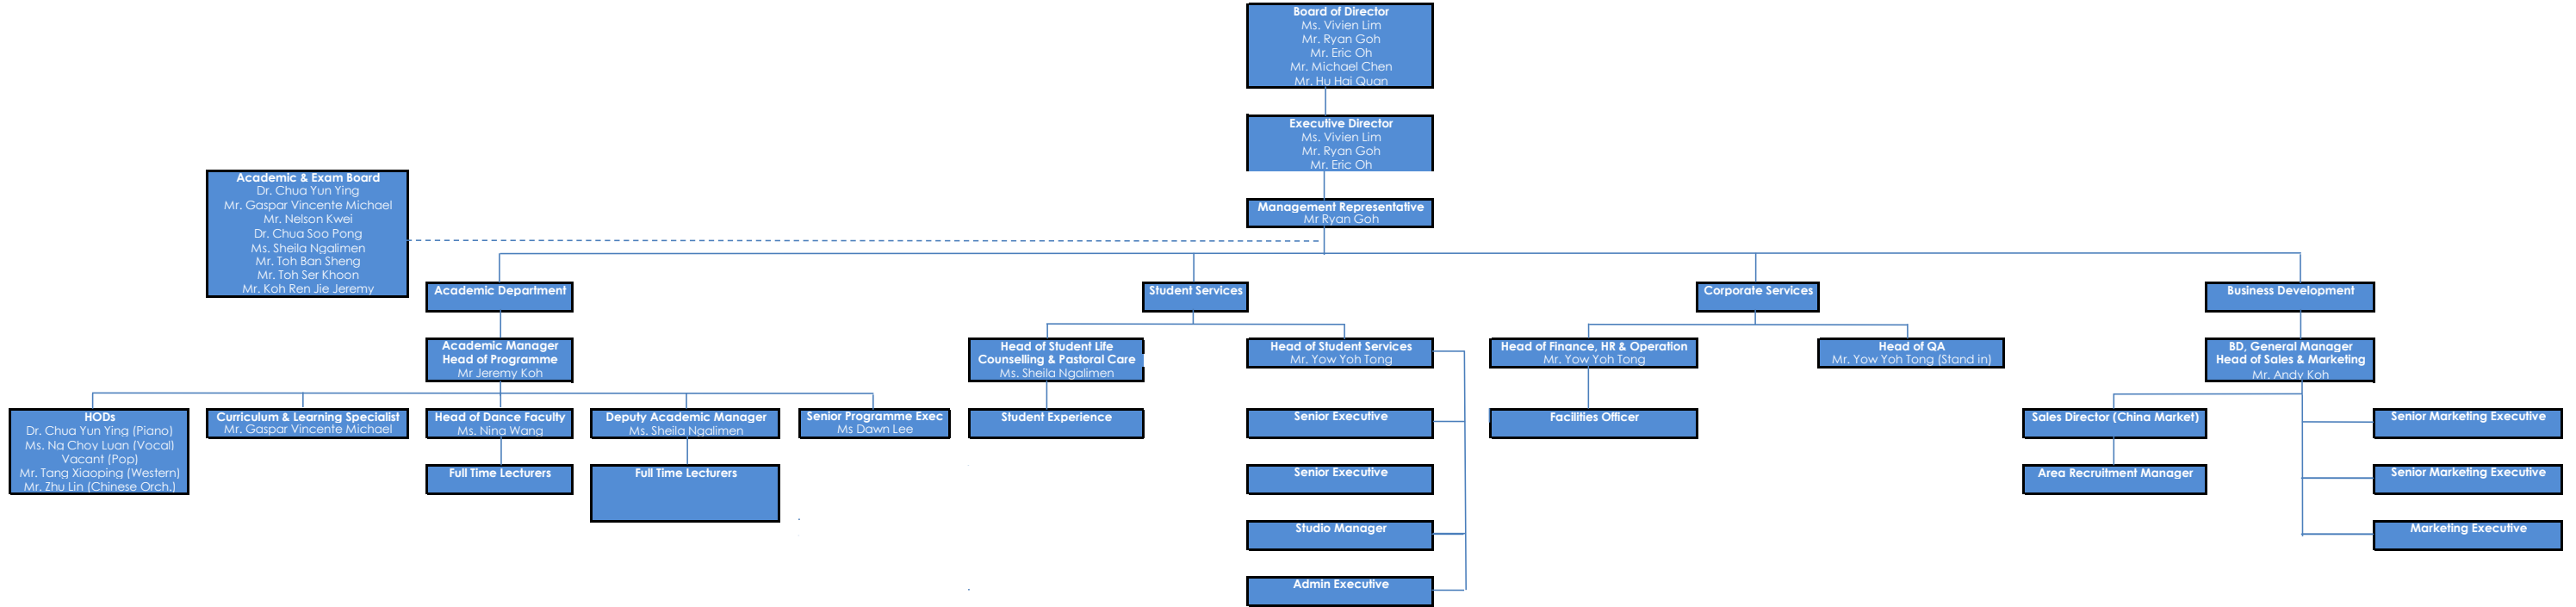 Board of Director
Ms. Vivien Lim
Mr. Ryan Goh
Mr. Eric Oh
Mr. Michael Chen
Mr. Hu Hai Quan
Executive Director
Ms. Vivien Lim
Mr. Ryan Goh
Mr. Eric Oh
Academic & Exam Board
Dr. Chua Yun Ying
Mr. Gaspar Vincente Michael
Mr. Nelson Kwei
Dr. Chua Soo Pong
Ms. Sheila Ngalimen
Mr. Toh Ban Sheng
Mr. Toh Ser Khoon
Mr. Koh Ren Jie Jeremy
Management Representative
Mr Ryan Goh
Academic Department
Student Services
Corporate Services
Business Development
Academic Manager
Head of Programme
Mr Jeremy Koh
Head of Student Life
Counselling & Pastoral Care
Ms. Sheila Ngalimen
Head of Student Services
Mr. Yow Yoh Tong
Head of Finance, HR & Operation
Mr. Yow Yoh Tong
Head of QA
Mr. Yow Yoh Tong (Stand in)
BD, General Manager
Head of Sales & Marketing
Mr. Andy Koh
HODs
Dr. Chua Yun Ying (Piano)
Ms. Na Choy Luan (Vocal)
Vacant (Pop)
Mr. Tang Xiaoping (Western)
Mr. Zhu Lin (Chinese Orch.)
Curriculum & Learning Specialist
Mr. Gaspar Vincente Michael
Head of Dance Faculty
Ms. Nina Wang
Deputy Academic Manager
Ms. Sheila Ngalimen
Senior Programme Exec
Ms Dawn Lee
Student Experience
Senior Executive
Facilities Officer
Sales Director (China Market)
Senior Marketing Executive
Full Time Lecturers
Full Time Lecturers
Senior Executive
Area Recruitment Manager
Senior Marketing Executive
Studio Manager
Marketing Executive
Admin Executive